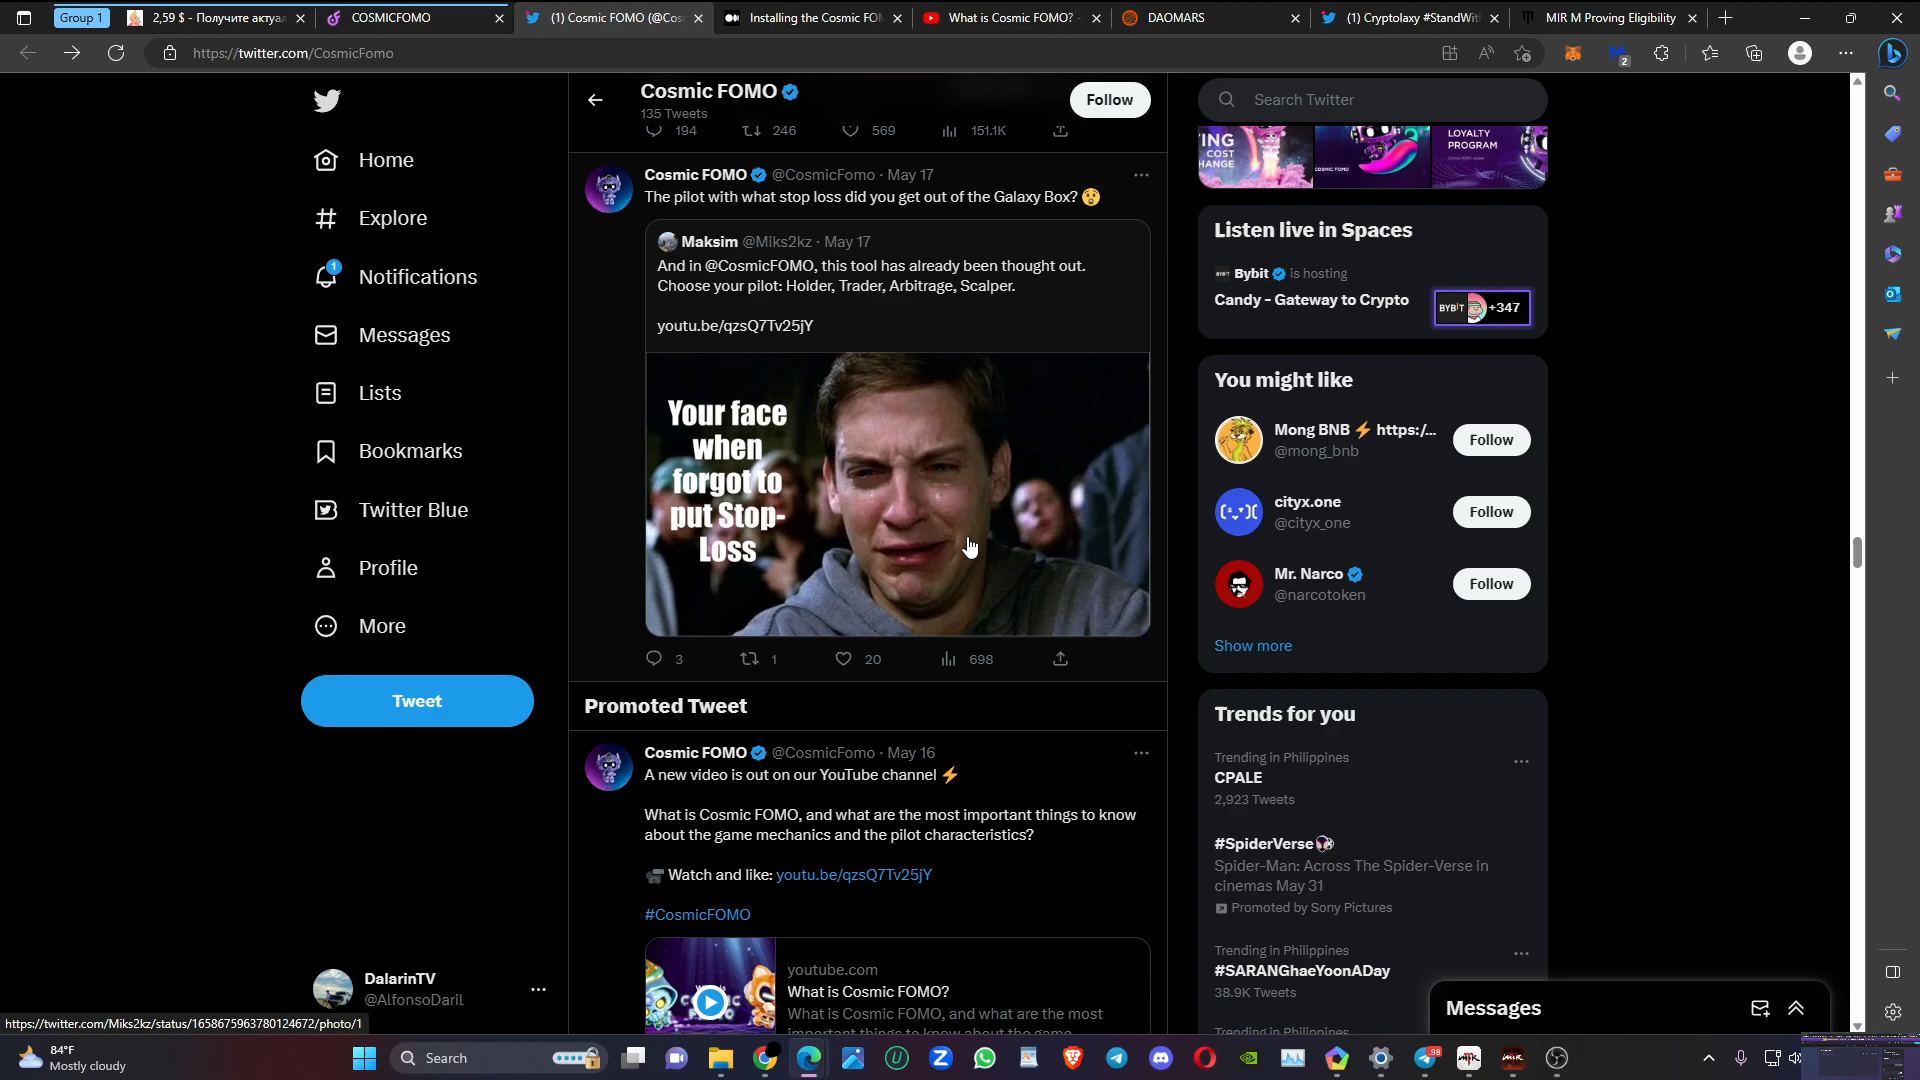 Group 1
2,59 $ - Получите актуал
COSMICFOMO
(1) Cosmic FOMO (@Cos
Installing the Cosmic FOM
What is Cosmic FOMO? -
DAOMARS
(1) Cryptolaxy #StandWit
MIR M Proving Eligibility
https://twitter.com/CosmicFomo
2
Home
Explore
1
Notifications
Messages
Lists
Bookmarks
Twitter Blue
Profile
More
Tweet
DalarinTV
@AlfonsoDaril
Cosmic FOMO
135 Tweets
Follow
194 246 569 151.1K
Cosmic FOMO @CosmicFomo · May 17
The pilot with what stop loss did you get out of the Galaxy Box? 😲
Maksim @Miks2kz · May 17
And in @CosmicFOMO, this tool has already been thought out.
Choose your pilot: Holder, Trader, Arbitrage, Scalper.
youtu.be/qzsQ7Tv25jY
Your face
when
forgot to
put Stop-
Loss
3 1 20 698
Promoted Tweet
Cosmic FOMO @CosmicFomo · May 16
A new video is out on our YouTube channel ⚡
What is Cosmic FOMO, and what are the most important things to know
about the game mechanics and the pilot characteristics?
Watch and like: youtu.be/qzsQ7Tv25jY
#CosmicFOMO
youtube.com
What is Cosmic FOMO?
What is Cosmic FOMO, and what are the most
important things to know about the game
Search Twitter
COST
CHANGE
COSMIC FOMO
LOYALTY
PROGRAM
Listen live in Spaces
Bybit is hosting
Candy - Gateway to Crypto
BYBIT +347
You might like
Mong BNB ⚡ https:/...
@mong_bnb
Follow
cityx.one
@cityx_one
Follow
Mr. Narco
@narcotoken
Follow
Show more
Trends for you
Trending in Philippines
CPALE
2,923 Tweets
#SpiderVerse
Spider-Man: Across The Spider-Verse in
cinemas May 31
Promoted by Sony Pictures
Trending in Philippines
#SARANGhaeYoonADay
38.9K Tweets
Trending in Philippines
Messages
https://twitter.com/Miks2kz/status/1658675963780124672/photo/1
84°F
Mostly cloudy
Search
98